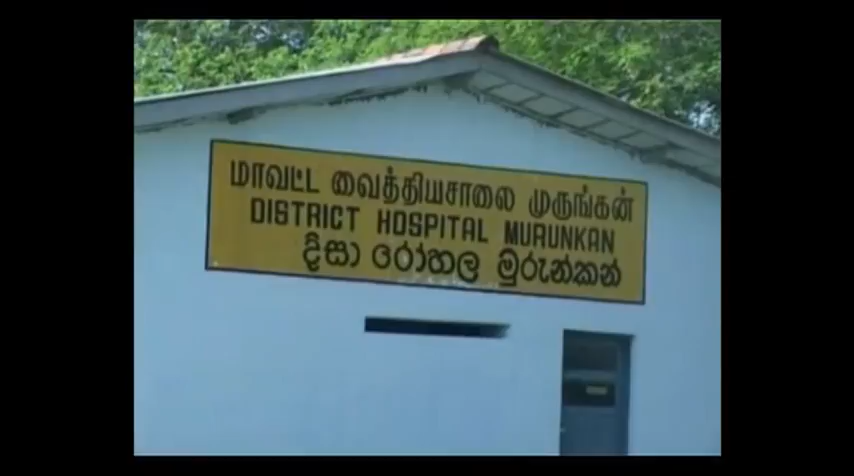 மாவட்ட வைத்தியசாலை முருங்கன்
DISTRICT HOSPITAL MURUNKAN
දිසා රෝහල මුරුන්කන්